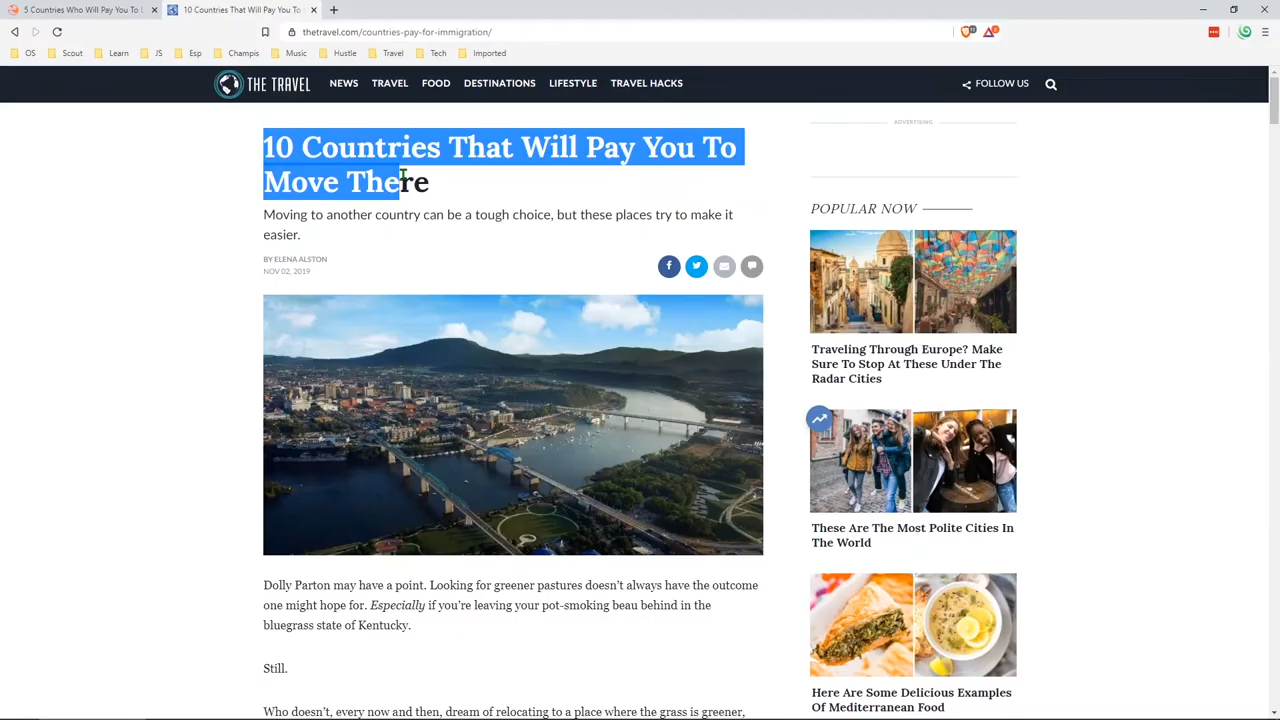 5 Countries Who Will Pay You To L
10 Countries That Will Pay You To
thetravel.com/countries-pay-for-immigration/
OS Scout Learn JS Esp Champis Music Hustle Travel Tech Imported
THE TRAVEL NEWS TRAVEL FOOD DESTINATIONS LIFESTYLE TRAVEL HACKS FOLLOW US
10 Countries That Will Pay You To
Move There
Moving to another country can be a tough choice, but these places try to make it
easier.
BY ELENA ALSTON
NOV 02, 2019
Dolly Parton may have a point. Looking for greener pastures doesn't always have the outcome
one might hope for. Especially if you're leaving your pot-smoking beau behind in the
bluegrass state of Kentucky.
Still.
Who doesn't, every now and then, dream of relocating to a place where the grass is greener,
ADVERTISING
POPULAR NOW
Traveling Through Europe? Make
Sure To Stop At These Under The
Radar Cities
These Are The Most Polite Cities In
The World
Here Are Some Delicious Examples
Of Mediterranean Food